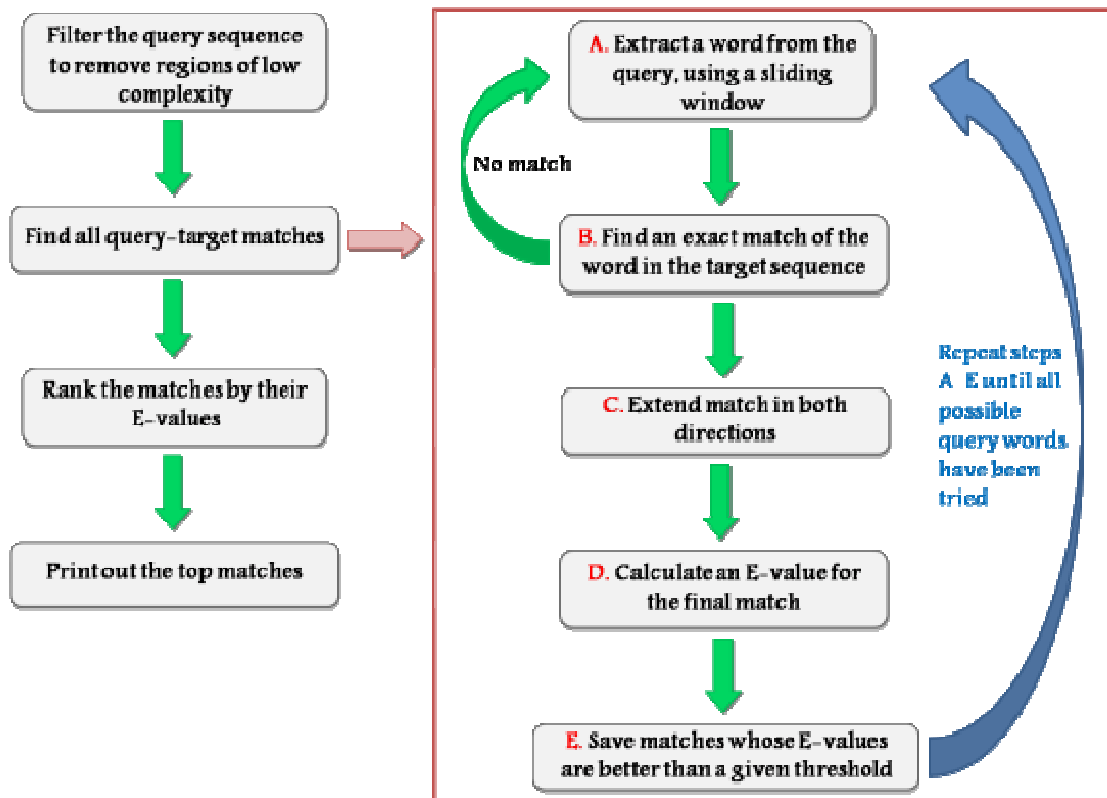 Filter the query sequence
to remove regions of low
complexity
Find all query-target matches
Rank the matches by their
E-values
Print out the top matches
A. Extract a word from the
query, using a sliding
window
No match
B. Find an exact match of the
word in the target sequence
C. Extend match in both
directions
D. Calculate an E-value for
the final match
E. Save matches whose E-values
are better than a given threshold
Repeat steps
A E until all
possible
query words
have been
tried